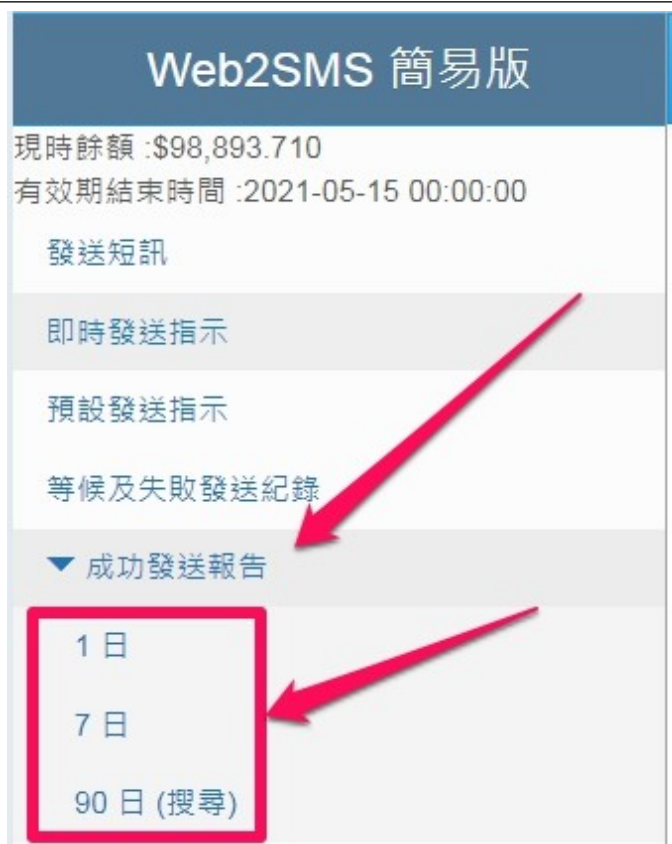 Web2SMS 簡易版
現時餘額 :$98,893.710
有效期結束時間 :2021-05-15 00:00:00
發送短訊
即時發送指示
預設發送指示
等候及失敗發送紀錄
▼ 成功發送報告
1 日
7 日
90 日 (搜尋)